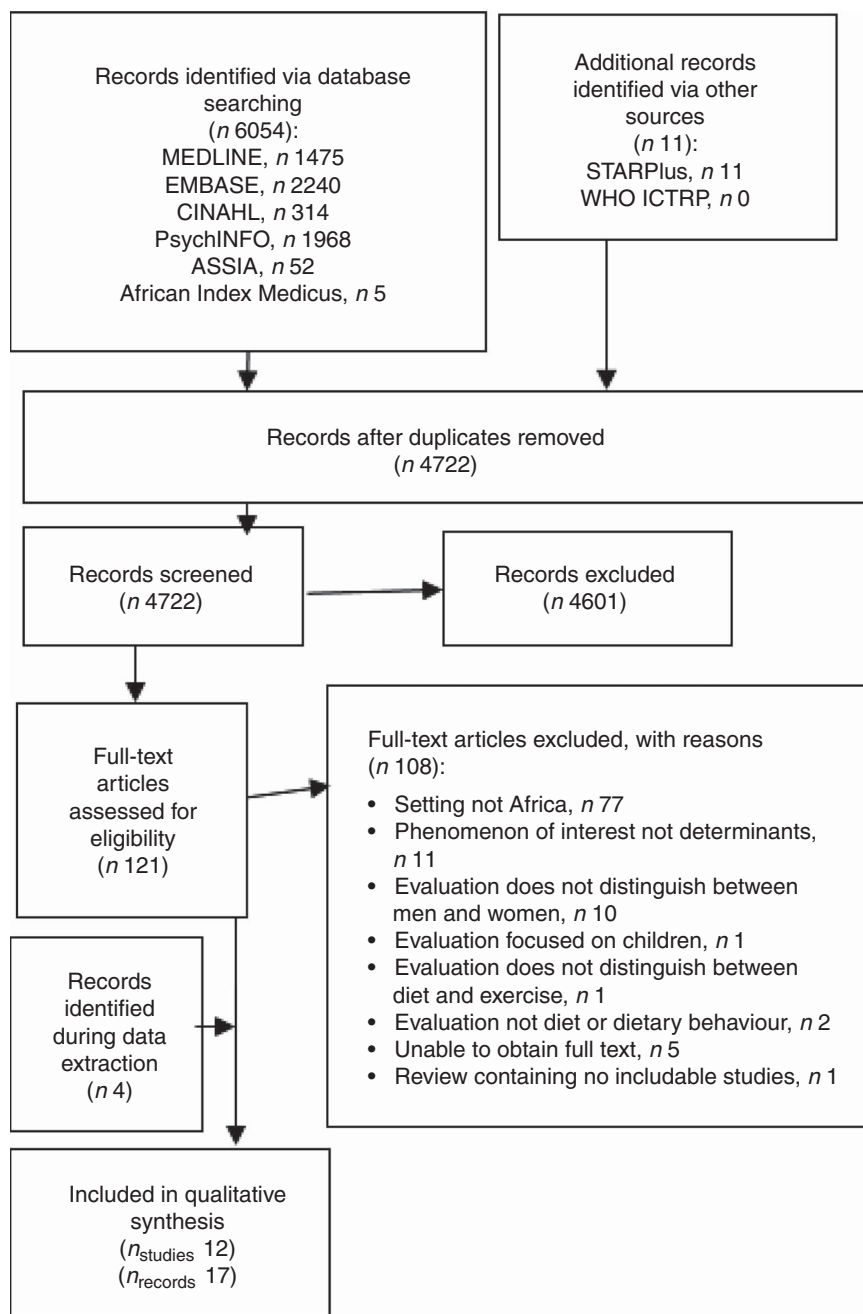 Records identified via database
searching
(n 6054):
MEDLINE, n 1475
EMBASE, n 2240
CINAHL, n 314
PsychINFO, n 1968
ASSIA, n 52
African Index Medicus, n 5
Additional records
identified via other
sources
(n 11):
STARPlus, n 11
WHO ICTRP, n 0
Records after duplicates removed
(n 4722)
Records screened
(n 4722)
Records excluded
(n 4601)
Full-text
articles
assessed for
eligibility
(n 121)
Full-text articles excluded, with reasons
(n 108):
• Setting not Africa, n 77
• Phenomenon of interest not determinants,
n 11
• Evaluation does not distinguish between
men and women, n 10
• Evaluation focused on children, n 1
• Evaluation does not distinguish between
diet and exercise, n 1
• Evaluation not diet or dietary behaviour, n 2
• Unable to obtain full text, n 5
• Review containing no includable studies, n 1
Records
identified
during data
extraction
(n 4)
Included in qualitative
synthesis
(nstudies 12)
(nrecords 17)